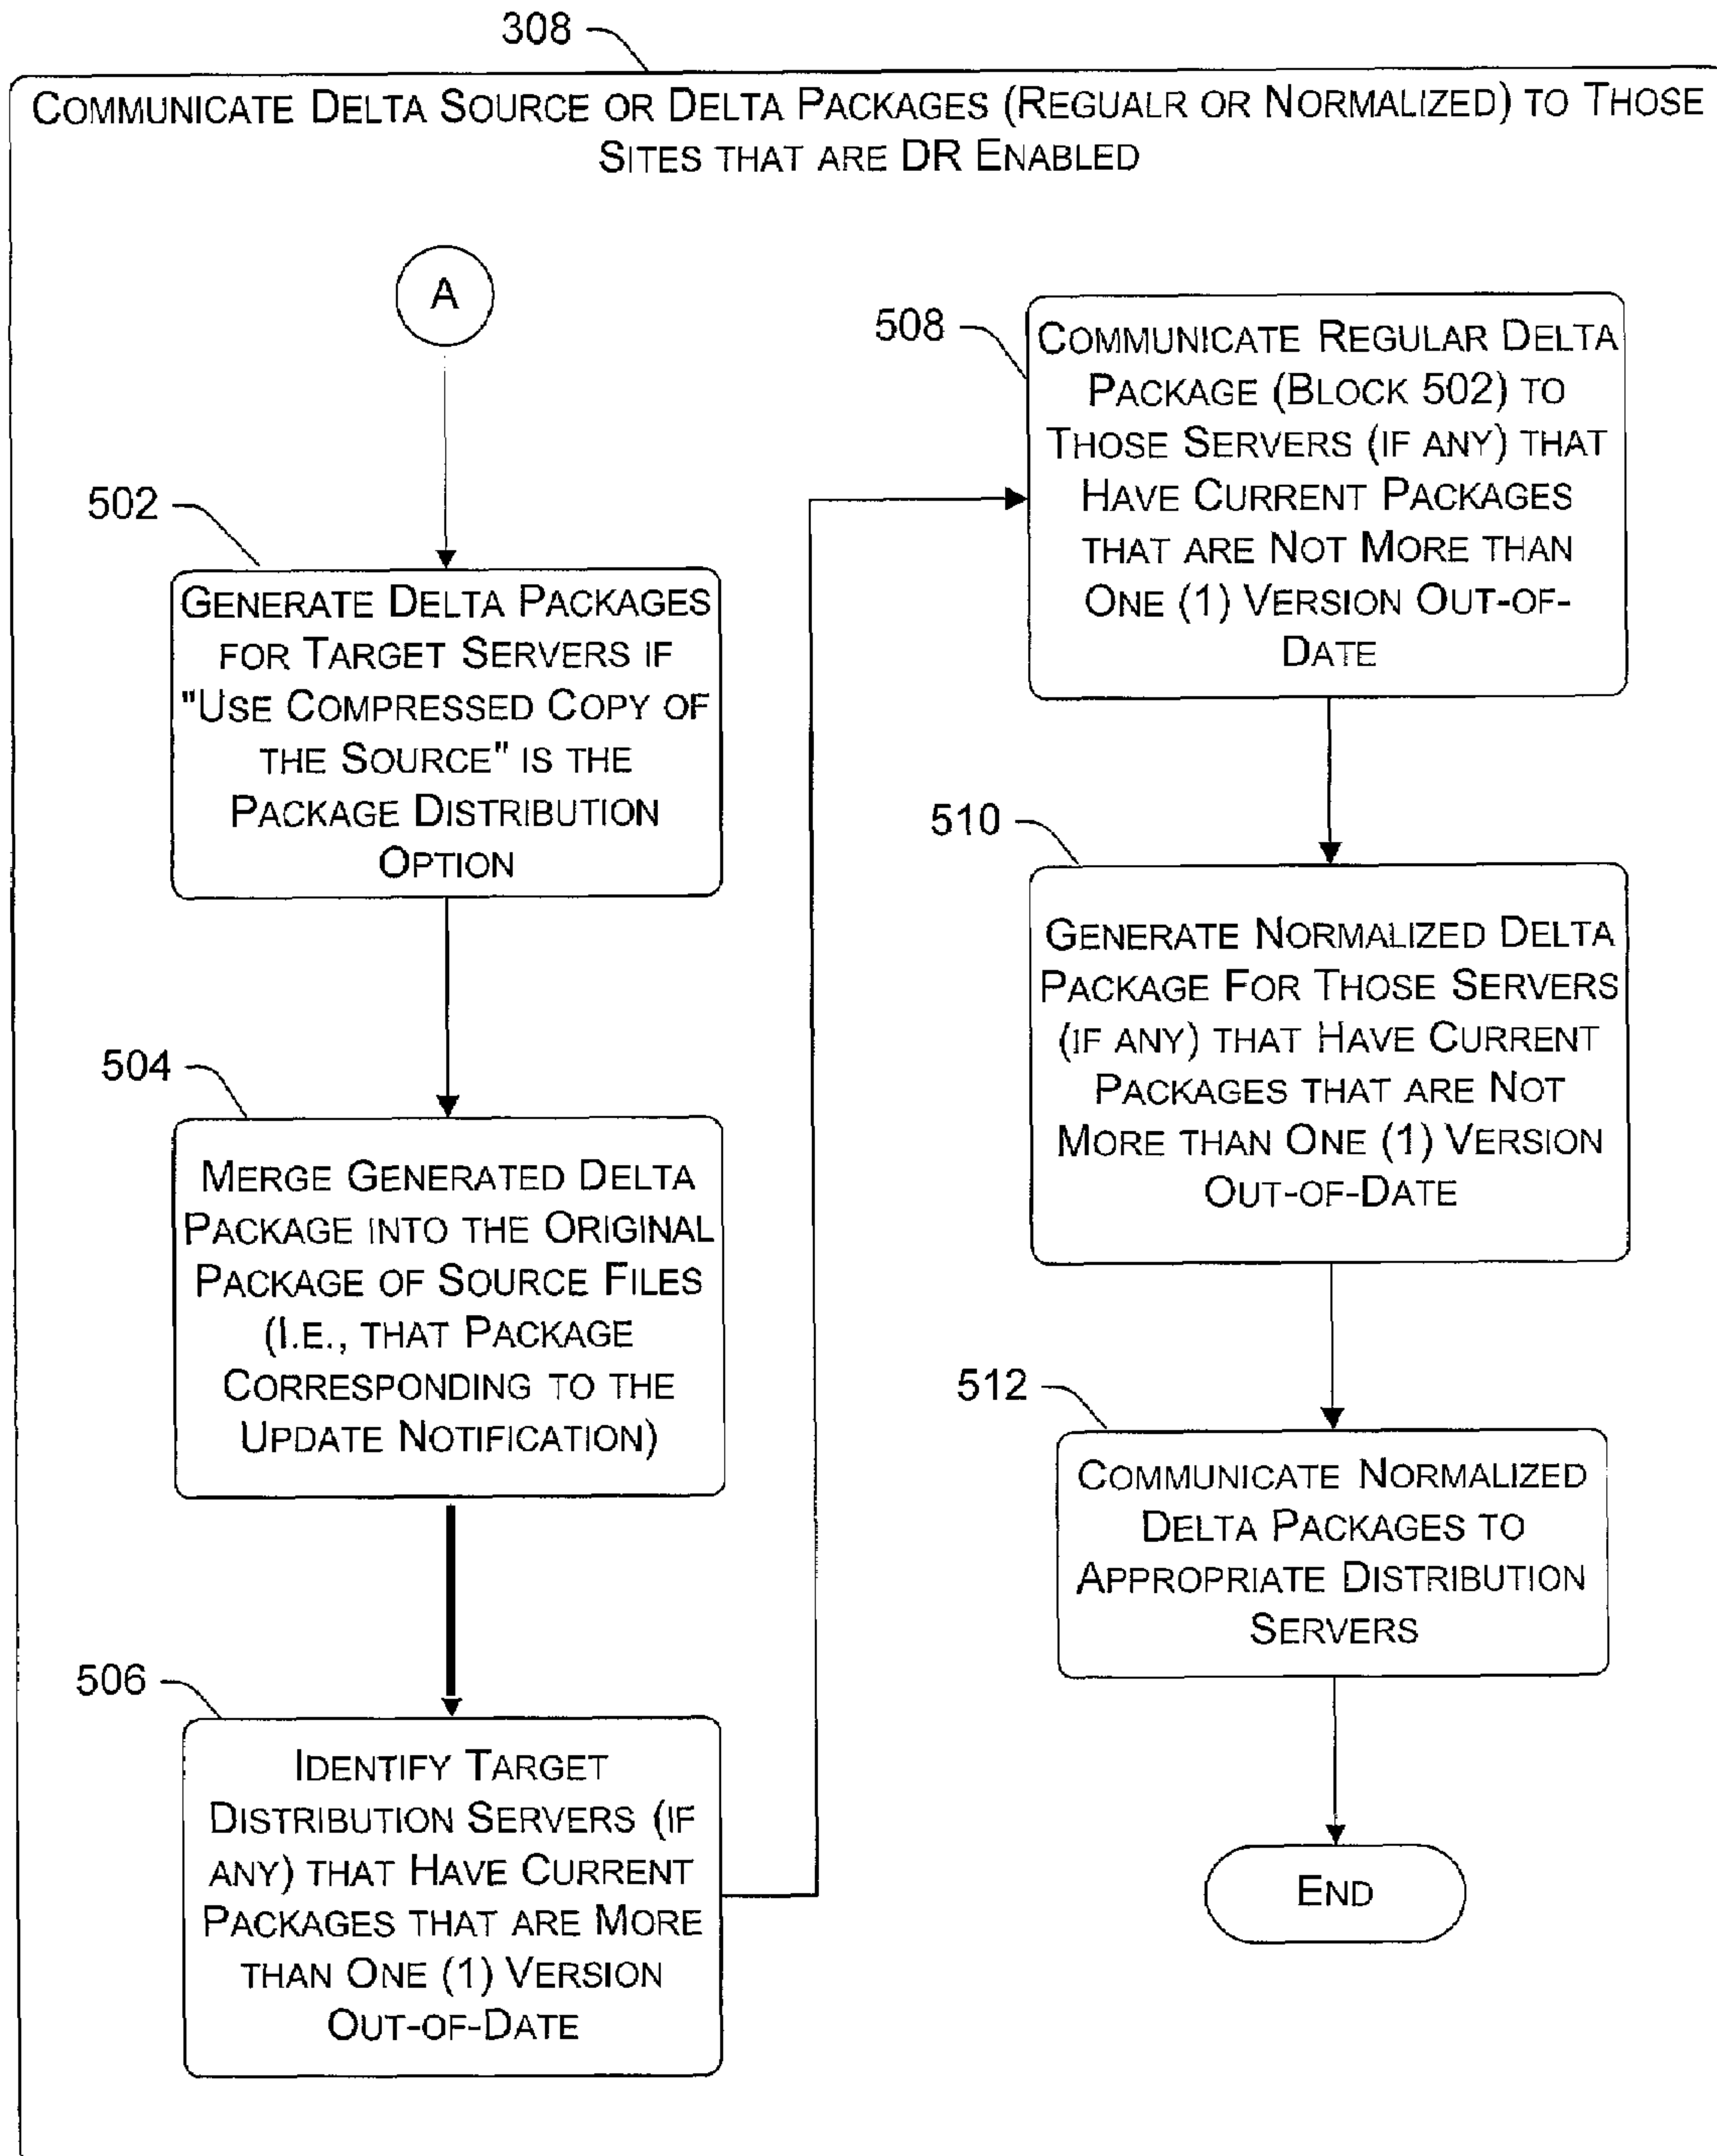 308
COMMUNICATE DELTA SOURCE OR DELTA PACKAGES (REGUALR OR NORMALIZED) TO THOSE
SITES THAT ARE DR ENABLED
A
502
GENERATE DELTA PACKAGES
FOR TARGET SERVERS IF
"USE COMPRESSED COPY OF
THE SOURCE" IS THE
PACKAGE DISTRIBUTION
OPTION
504
MERGE GENERATED DELTA
PACKAGE INTO THE ORIGINAL
PACKAGE OF SOURCE FILES
(I.E., THAT PACKAGE
CORRESPONDING TO THE
UPDATE NOTIFICATION)
506
IDENTIFY TARGET
DISTRIBUTION SERVERS (IF
ANY) THAT HAVE CURRENT
PACKAGES THAT ARE MORE
THAN ONE (1) VERSION
OUT-OF-DATE
508
COMMUNICATE REGULAR DELTA
PACKAGE (BLOCK 502) TO
THOSE SERVERS (IF ANY) THAT
HAVE CURRENT PACKAGES
THAT ARE NOT MORE THAN
ONE (1) VERSION OUT-OF-
DATE
510
GENERATE NORMALIZED DELTA
PACKAGE FOR THOSE SERVERS
(IF ANY) THAT HAVE CURRENT
PACKAGES THAT ARE NOT
MORE THAN ONE (1) VERSION
OUT-OF-DATE
512
COMMUNICATE NORMALIZED
DELTA PACKAGES TO
APPROPRIATE DISTRIBUTION
SERVERS
END